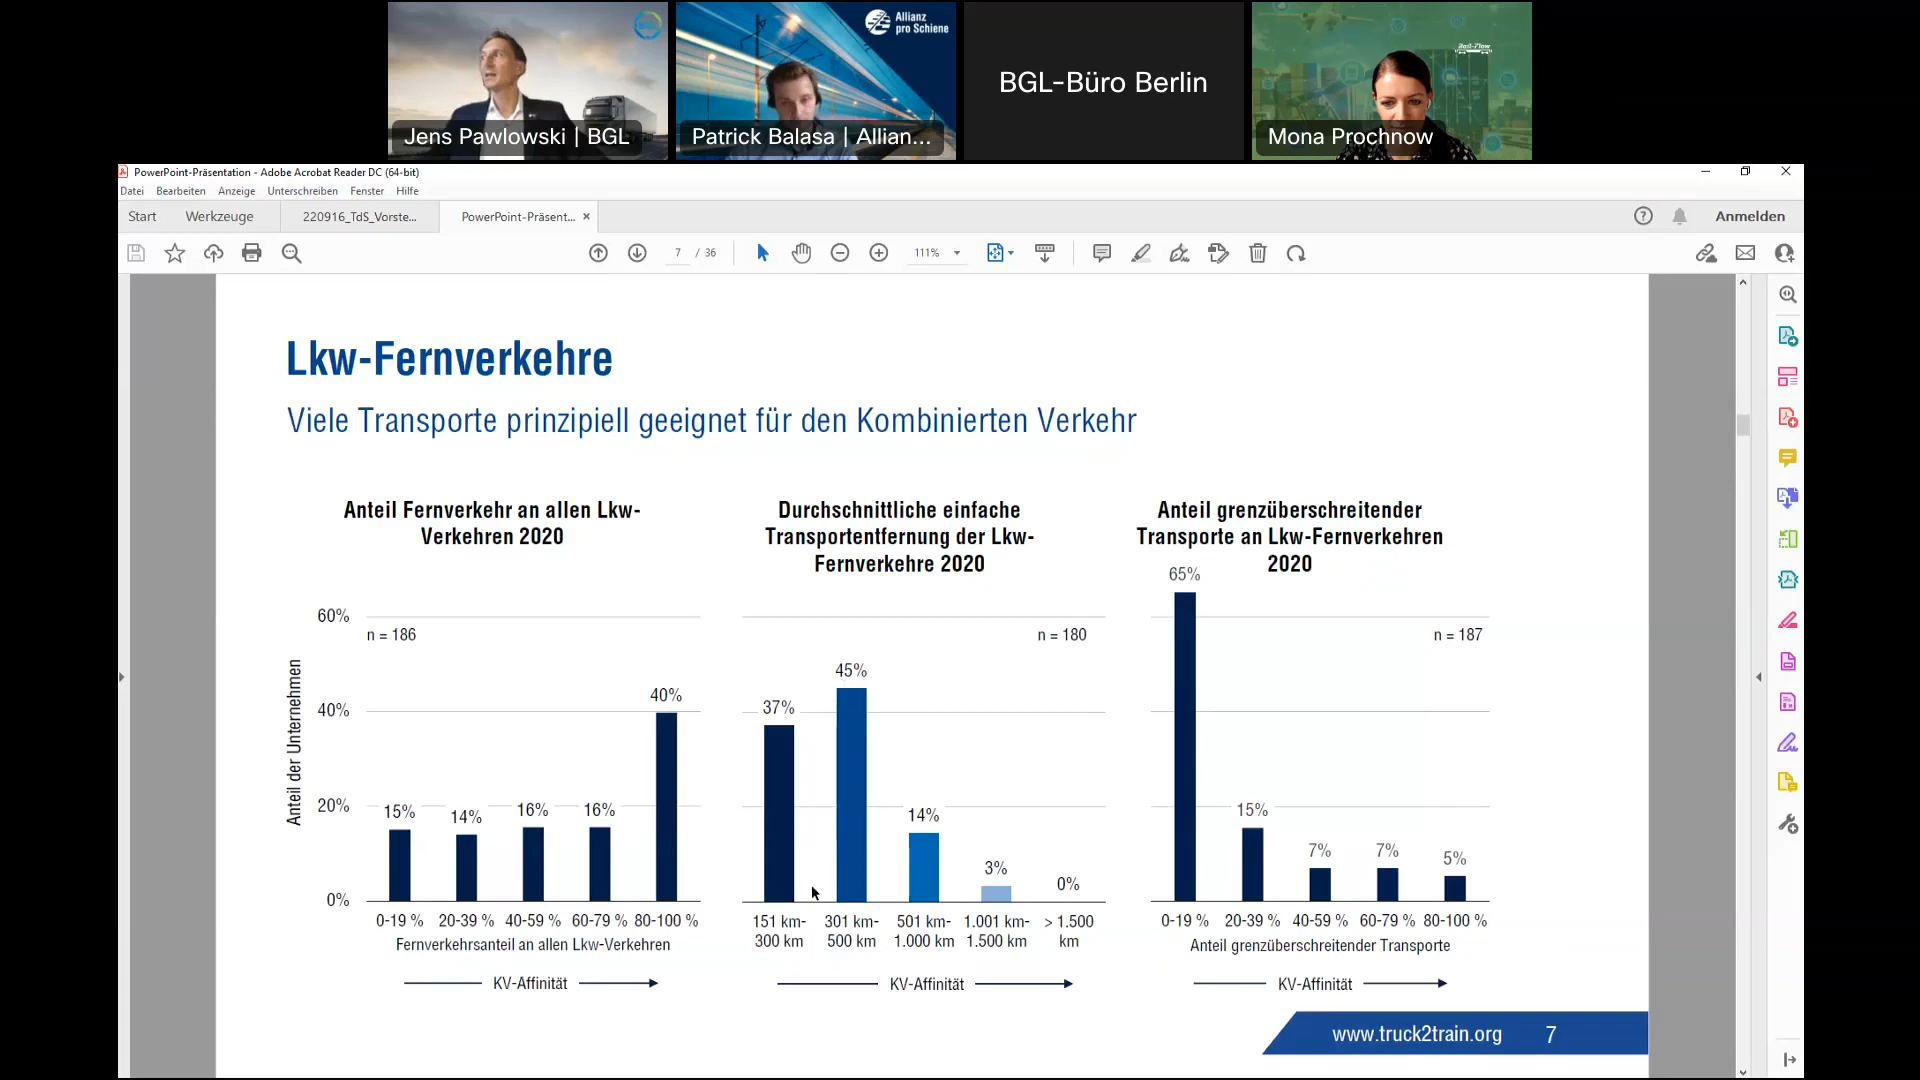 Allianz
pro Schiene
Rail-Flow
Jens Pawlowski | BGL
Patrick Balasa | Allian...
BGL-Büro Berlin
Mona Prochnow
PowerPoint-Präsentation - Adobe Acrobat Reader DC (64-bit)
Datei Bearbeiten Anzeige Unterschreiben Fenster Hilfe
Start Werkzeuge 220916_TdS_Vorste... PowerPoint-Präsent... × Anmelden
7 / 36 111%
Lkw-Fernverkehre
Viele Transporte prinzipiell geeignet für den Kombinierten Verkehr
Anteil Fernverkehr an allen Lkw-
Verkehren 2020
60%
n = 186
40%
20%
0%
Anteil der Unternehmen
15% 14% 16% 16% 40%
0-19 % 20-39 % 40-59 % 60-79 % 80-100 %
Fernverkehrsanteil an allen Lkw-Verkehren
KV-Affinität
Durchschnittliche einfache
Transportentfernung der Lkw-
Fernverkehre 2020
n = 180
37% 45% 14% 3% 0%
151 km- 301 km- 501 km- 1.001 km- > 1.500
300 km 500 km 1.000 km 1.500 km km
KV-Affinität
Anteil grenzüberschreitender
Transporte an Lkw-Fernverkehren
2020
n = 187
65% 15% 7% 7% 5%
0-19 % 20-39 % 40-59 % 60-79 % 80-100 %
Anteil grenzüberschreitender Transporte
KV-Affinität
www.truck2train.org 7